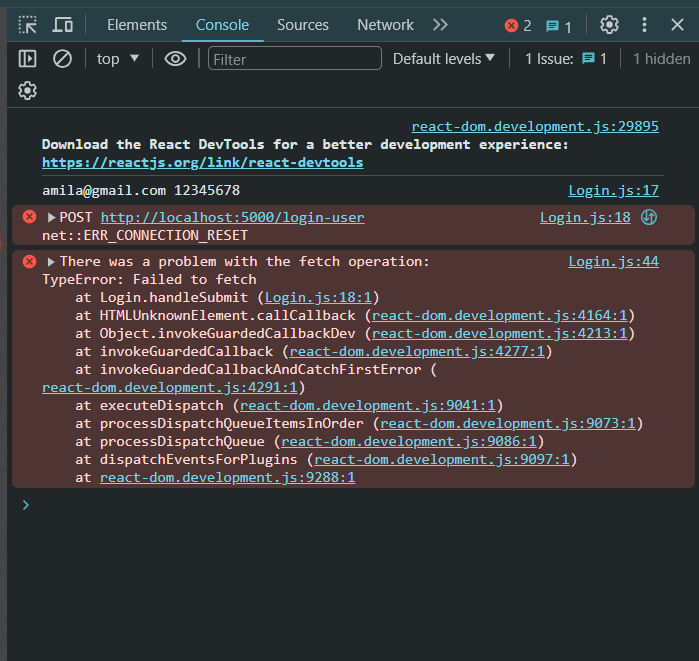 Elements Console Sources Network 2 1
top Filter Default levels 1 Issue: 1 1 hidden
react-dom.development.js:29895
Download the React DevTools for a better development experience:
https://reactjs.org/link/react-devtools
amila@gmail.com 12345678 Login.js:17
POST http://localhost:5000/login-user Login.js:18
net::ERR_CONNECTION_RESET
There was a problem with the fetch operation: Login.js:44
TypeError: Failed to fetch
at Login.handleSubmit (Login.js:18:1)
at HTMLUnknownElement.callCallback (react-dom.development.js:4164:1)
at Object.invokeGuardedCallbackDev (react-dom.development.js:4213:1)
at invokeGuardedCallback (react-dom.development.js:4277:1)
at invokeGuardedCallbackAndCatchFirstError (
react-dom.development.js:4291:1)
at executeDispatch (react-dom.development.js:9041:1)
at processDispatchQueueItemsInOrder (react-dom.development.js:9073:1)
at processDispatchQueue (react-dom.development.js:9086:1)
at dispatchEventsForPlugins (react-dom.development.js:9097:1)
at react-dom.development.js:9288:1